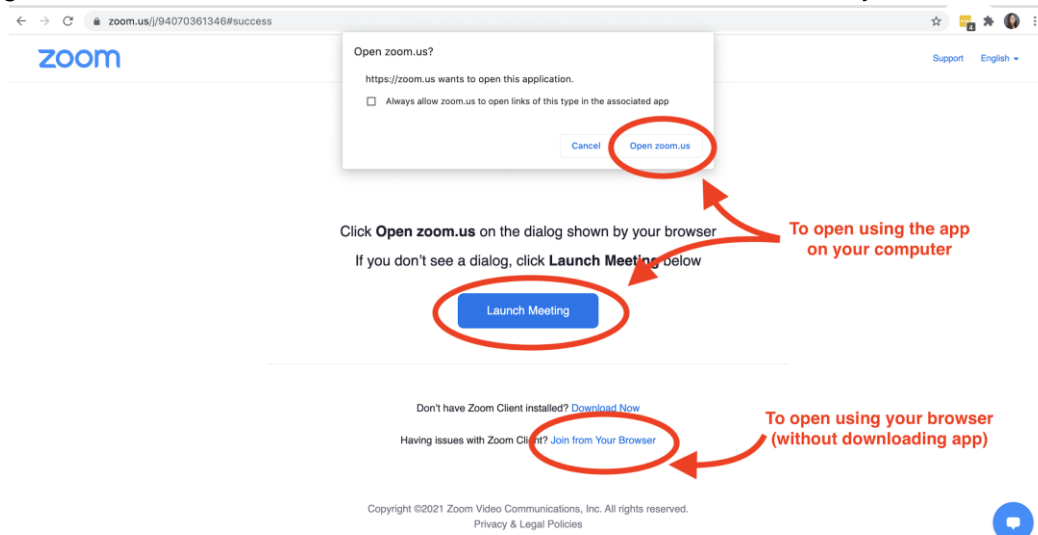 zoom.us/j/94070361346#success
zoom
Support English
Open zoom.us?
https://zoom.us wants to open this application.
Always allow zoom.us to open links of this type in the associated app
Cancel Open zoom.us
Click Open zoom.us on the dialog shown by your browser
If you don't see a dialog, click Launch Meeting below
To open using the app
on your computer
Launch Meeting
Don't have Zoom Client installed? Download Now
Having issues with Zoom Client? Join from Your Browser
To open using your browser
(without downloading app)
Copyright ©2021 Zoom Video Communications, Inc. All rights reserved.
Privacy & Legal Policies